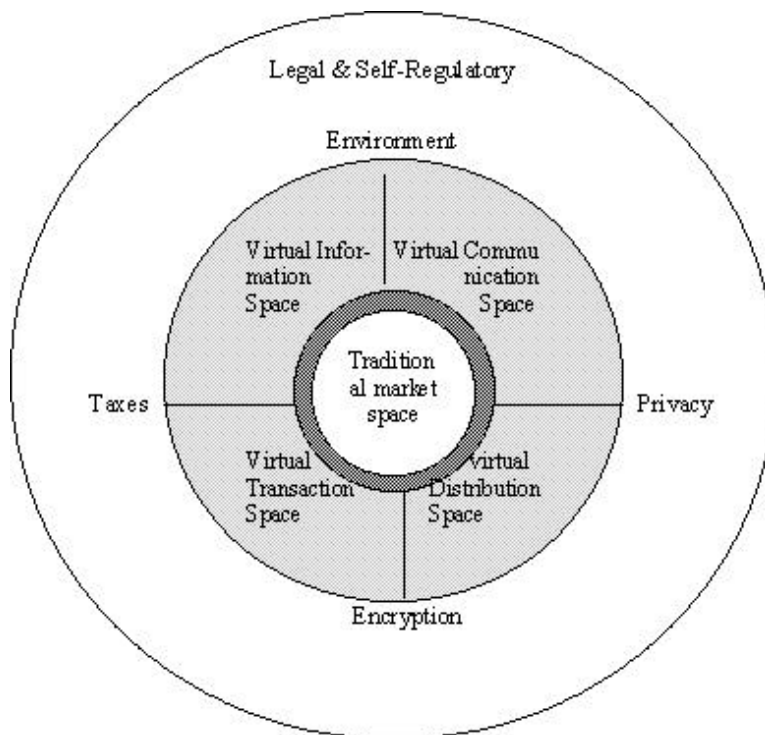 Legal & Self-Regulatory
Environment
Virtual Infor-
mation
Space
Virtual Commu
nication
Space
Tradition
al market
space
Taxes
Privacy
Virtual
Transaction
Space
virtual
Distribution
Space
Encryption